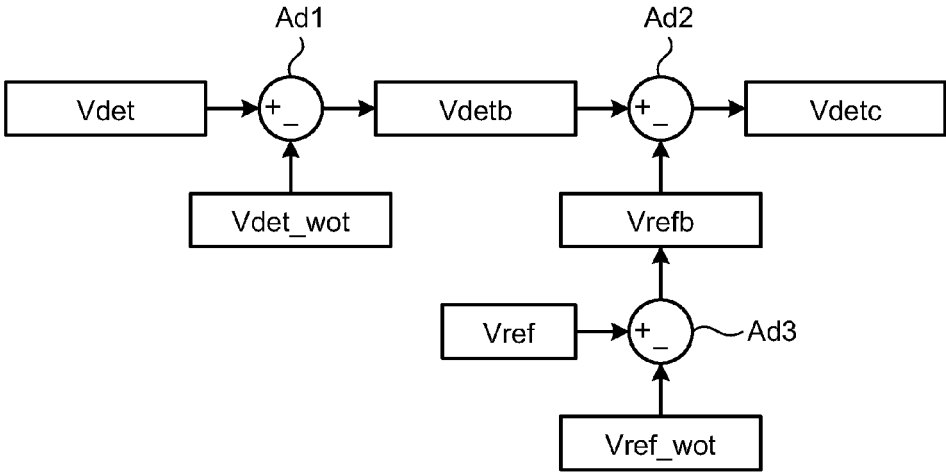 Ad1
Ad2
Vdet
+
−
Vdetb
+
−
Vdetc
Vdet_wot
Vrefb
Vref
+
−
Ad3
Vref_wot